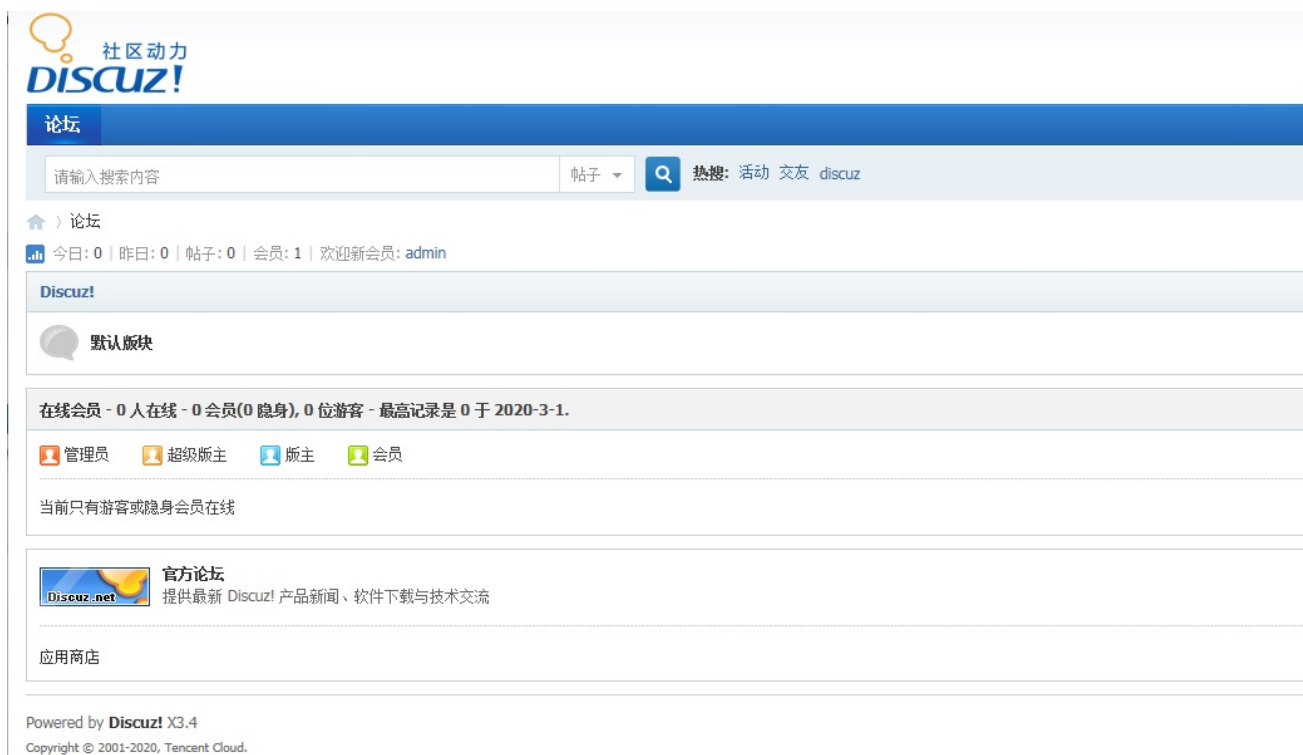 社区动力
DISCUZ!
论坛
请输入搜索内容 帖子 热搜: 活动 交友 discuz
〉论坛
今日: 0 | 昨日: 0 | 帖子: 0 | 会员: 1 | 欢迎新会员: admin
Discuz!
默认版块
在线会员 - 0 人在线 - 0 会员(0 隐身), 0 位游客 - 最高记录是 0 于 2020-3-1.
管理员 超级版主 版主 会员
当前只有游客或隐身会员在线
官方论坛
Discuz.net 提供最新 Discuz! 产品新闻、软件下载与技术交流
应用商店
Powered by Discuz! X3.4
Copyright © 2001-2020, Tencent Cloud.